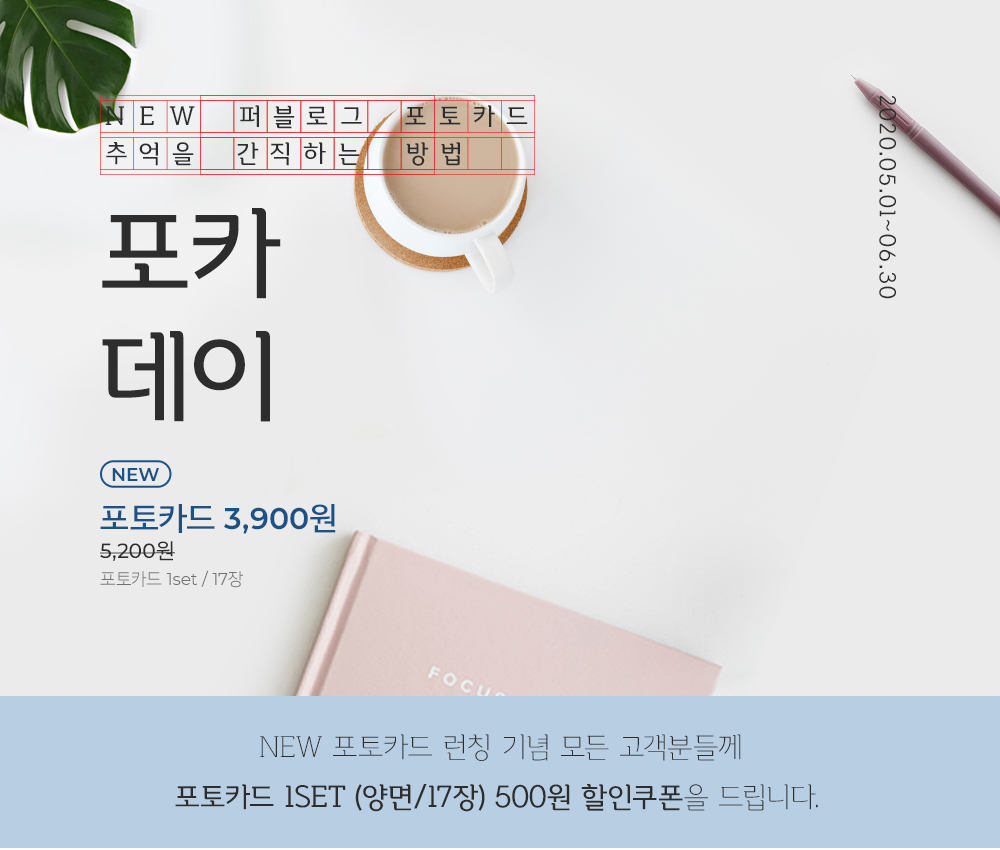 NEW 퍼블로그 포토카드
추억을 간직하는 방법
2020.05.01~06.30
포카
데이
NEW
포토카드 3,900원
5,200원
포토카드 1set / 17장
FOCUS
NEW 포토카드 런칭 기념 모든 고객분들께
포토카드 1SET (양면/17장) 500원 할인쿠폰을 드립니다.